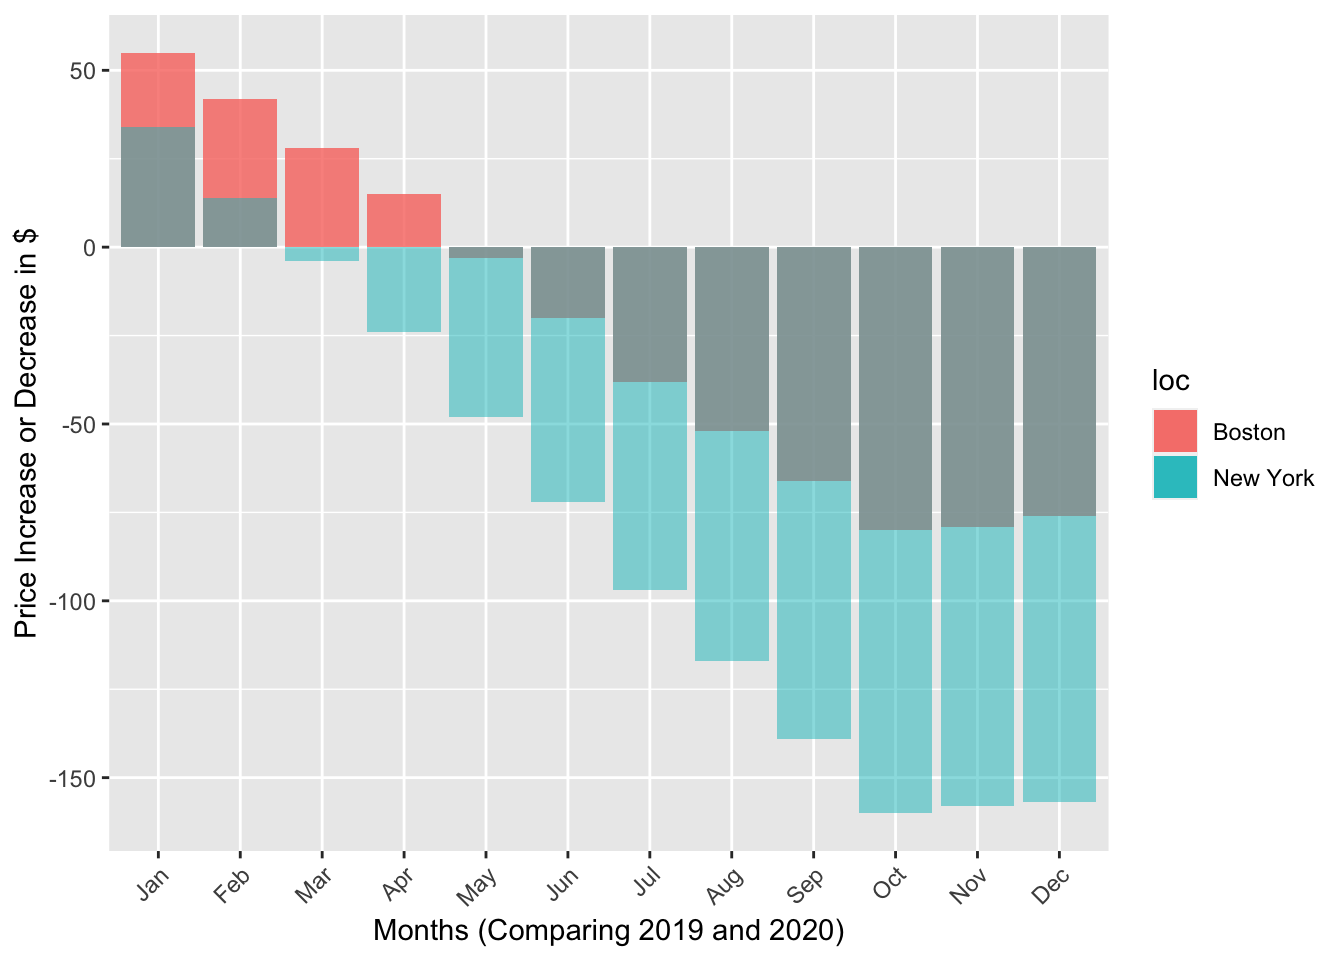 50
0
-50
-100
-150
Price Increase or Decrease in $
Jan Feb Mar Apr May Jun Jul Aug Sep Oct Nov Dec
Months (Comparing 2019 and 2020)
loc
Boston
New York